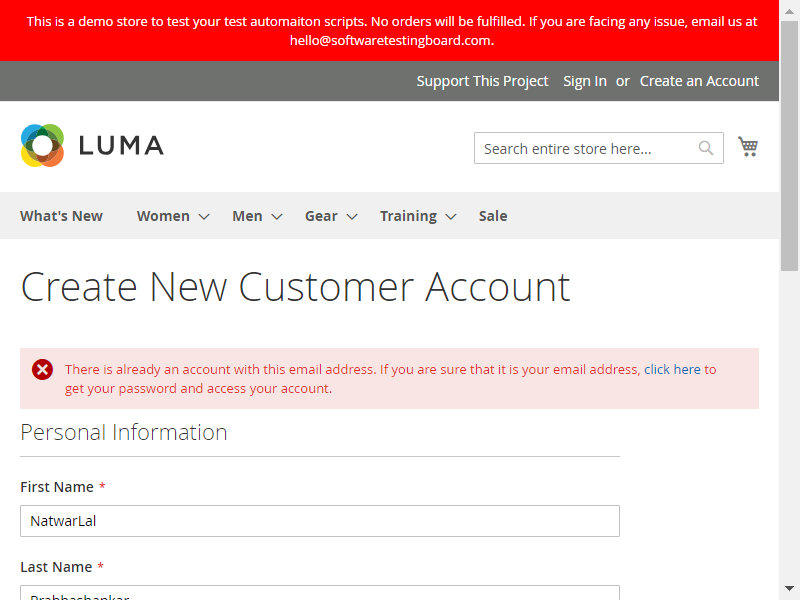 This is a demo store to test your test automaiton scripts. No orders will be fulfilled. If you are facing any issue, email us at
hello@softwaretestingboard.com.
Support This Project Sign In or Create an Account
LUMA
Search entire store here...
What's New Women Men Gear Training Sale
Create New Customer Account
There is already an account with this email address. If you are sure that it is your email address, click here to
get your password and access your account.
Personal Information
First Name *
NatwarLal
Last Name *